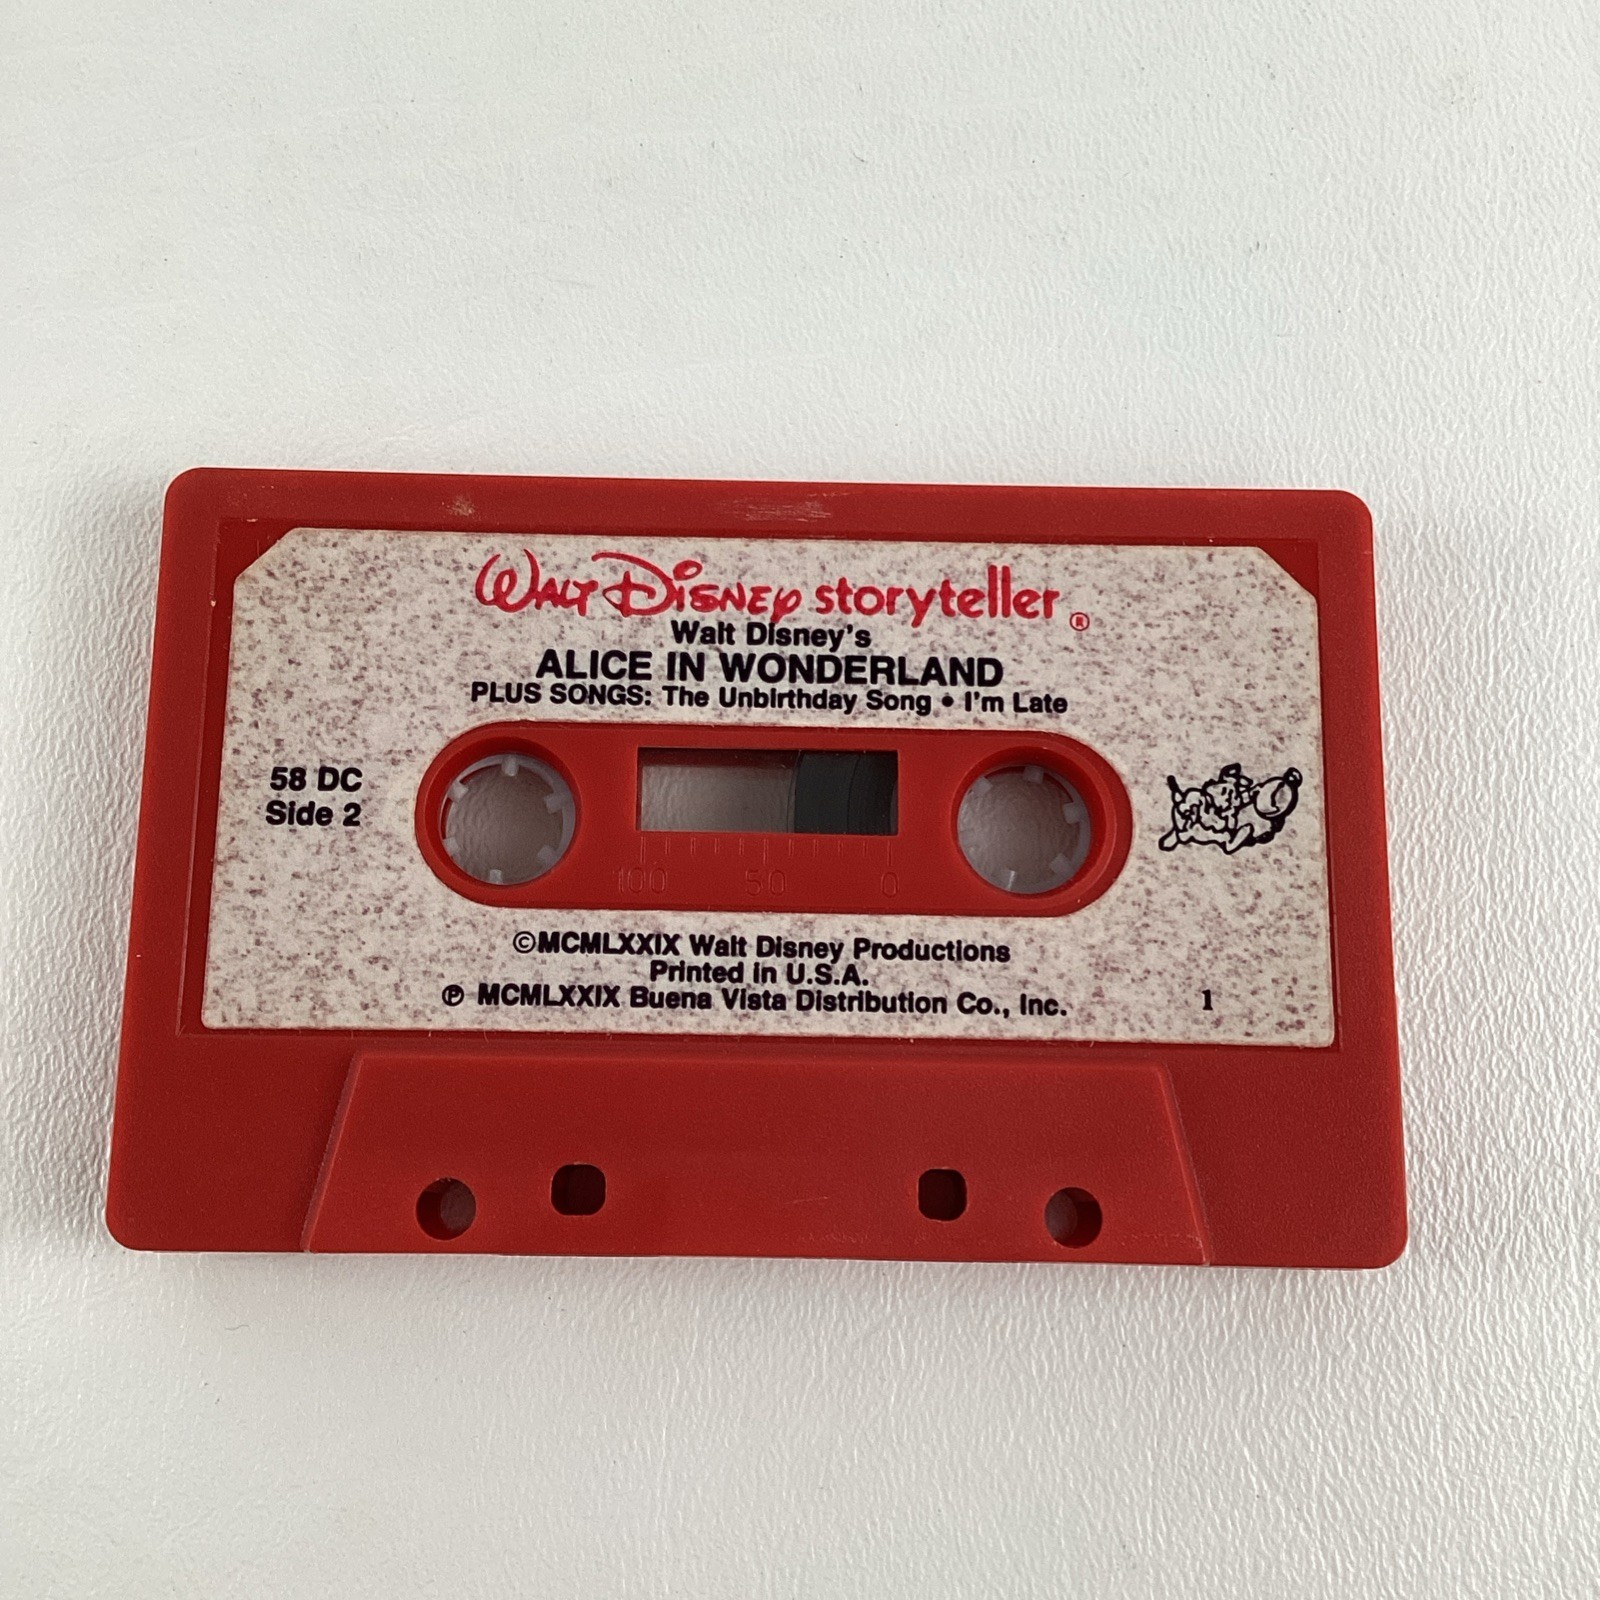 WALT DISNEY storyteller ®
Walt Disney's
ALICE IN WONDERLAND
PLUS SONGS: The Unbirthday Song • I'm Late
58 DC
Side 2
100 50 0
©MCMLXXIX Walt Disney Productions
Printed in U.S.A.
℗ MCMLXXIX Buena Vista Distribution Co., Inc. 1